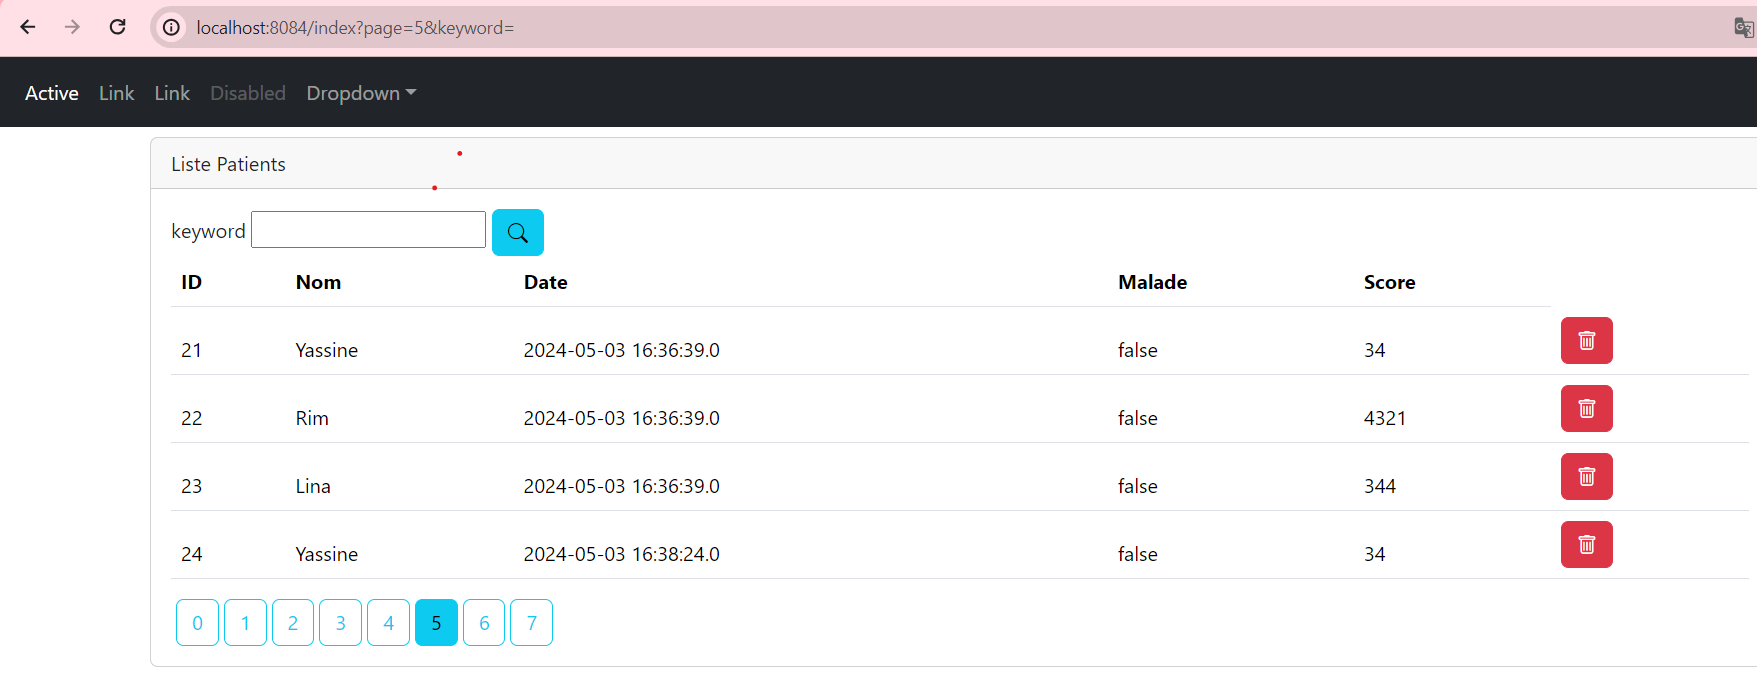 localhost:8084/index?page=5&keyword=
Active Link Link Disabled Dropdown
Liste Patients
keyword
ID Nom Date Malade Score
21 Yassine 2024-05-03 16:36:39.0 false 34
22 Rim 2024-05-03 16:36:39.0 false 4321
23 Lina 2024-05-03 16:36:39.0 false 344
24 Yassine 2024-05-03 16:38:24.0 false 34
0 1 2 3 4 5 6 7